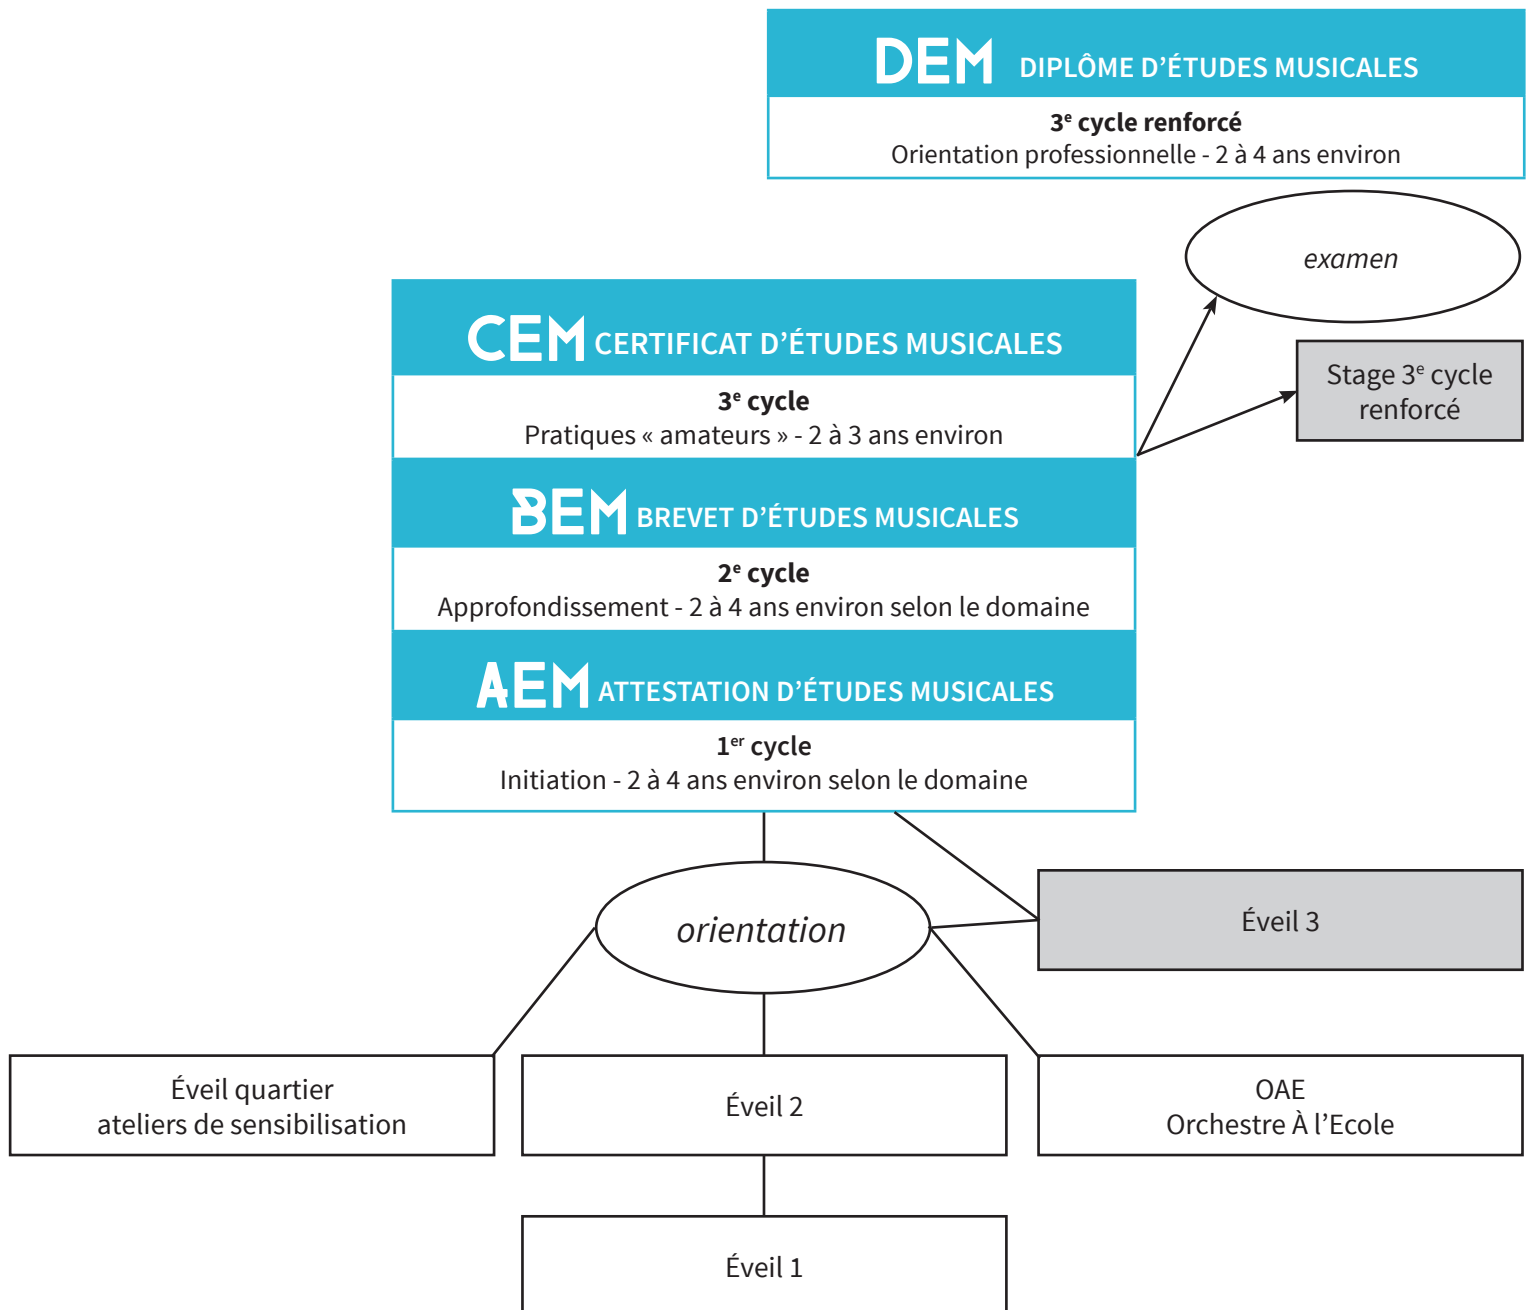 DEM DIPLÔME D’ÉTUDES MUSICALES
3e cycle renforcé
Orientation professionnelle - 2 à 4 ans environ
examen
CEM CERTIFICAT D’ÉTUDES MUSICALES
3e cycle
Pratiques « amateurs » - 2 à 3 ans environ
Stage 3e cycle
renforcé
BEM BREVET D’ÉTUDES MUSICALES
2e cycle
Approfondissement - 2 à 4 ans environ selon le domaine
AEM ATTESTATION D’ÉTUDES MUSICALES
1er cycle
Initiation - 2 à 4 ans environ selon le domaine
orientation
Éveil 3
Éveil quartier
ateliers de sensibilisation
Éveil 2
OAE
Orchestre À l’Ecole
Éveil 1